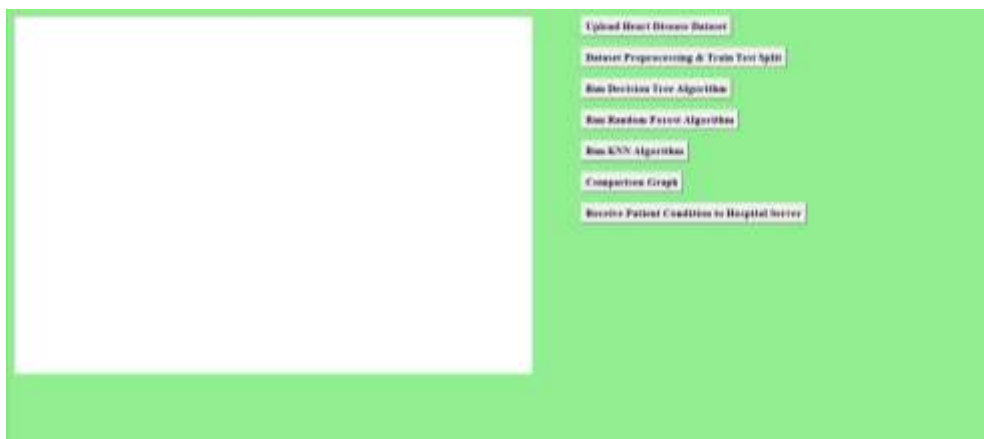 Upload Heart Disease Dataset
Dataset Preprocessing & Train Test Split
Run Decision Tree Algorithm
Run Random Forest Algorithm
Run KNN Algorithm
Comparison Graph
Receive Patient Condition to Hospital Server